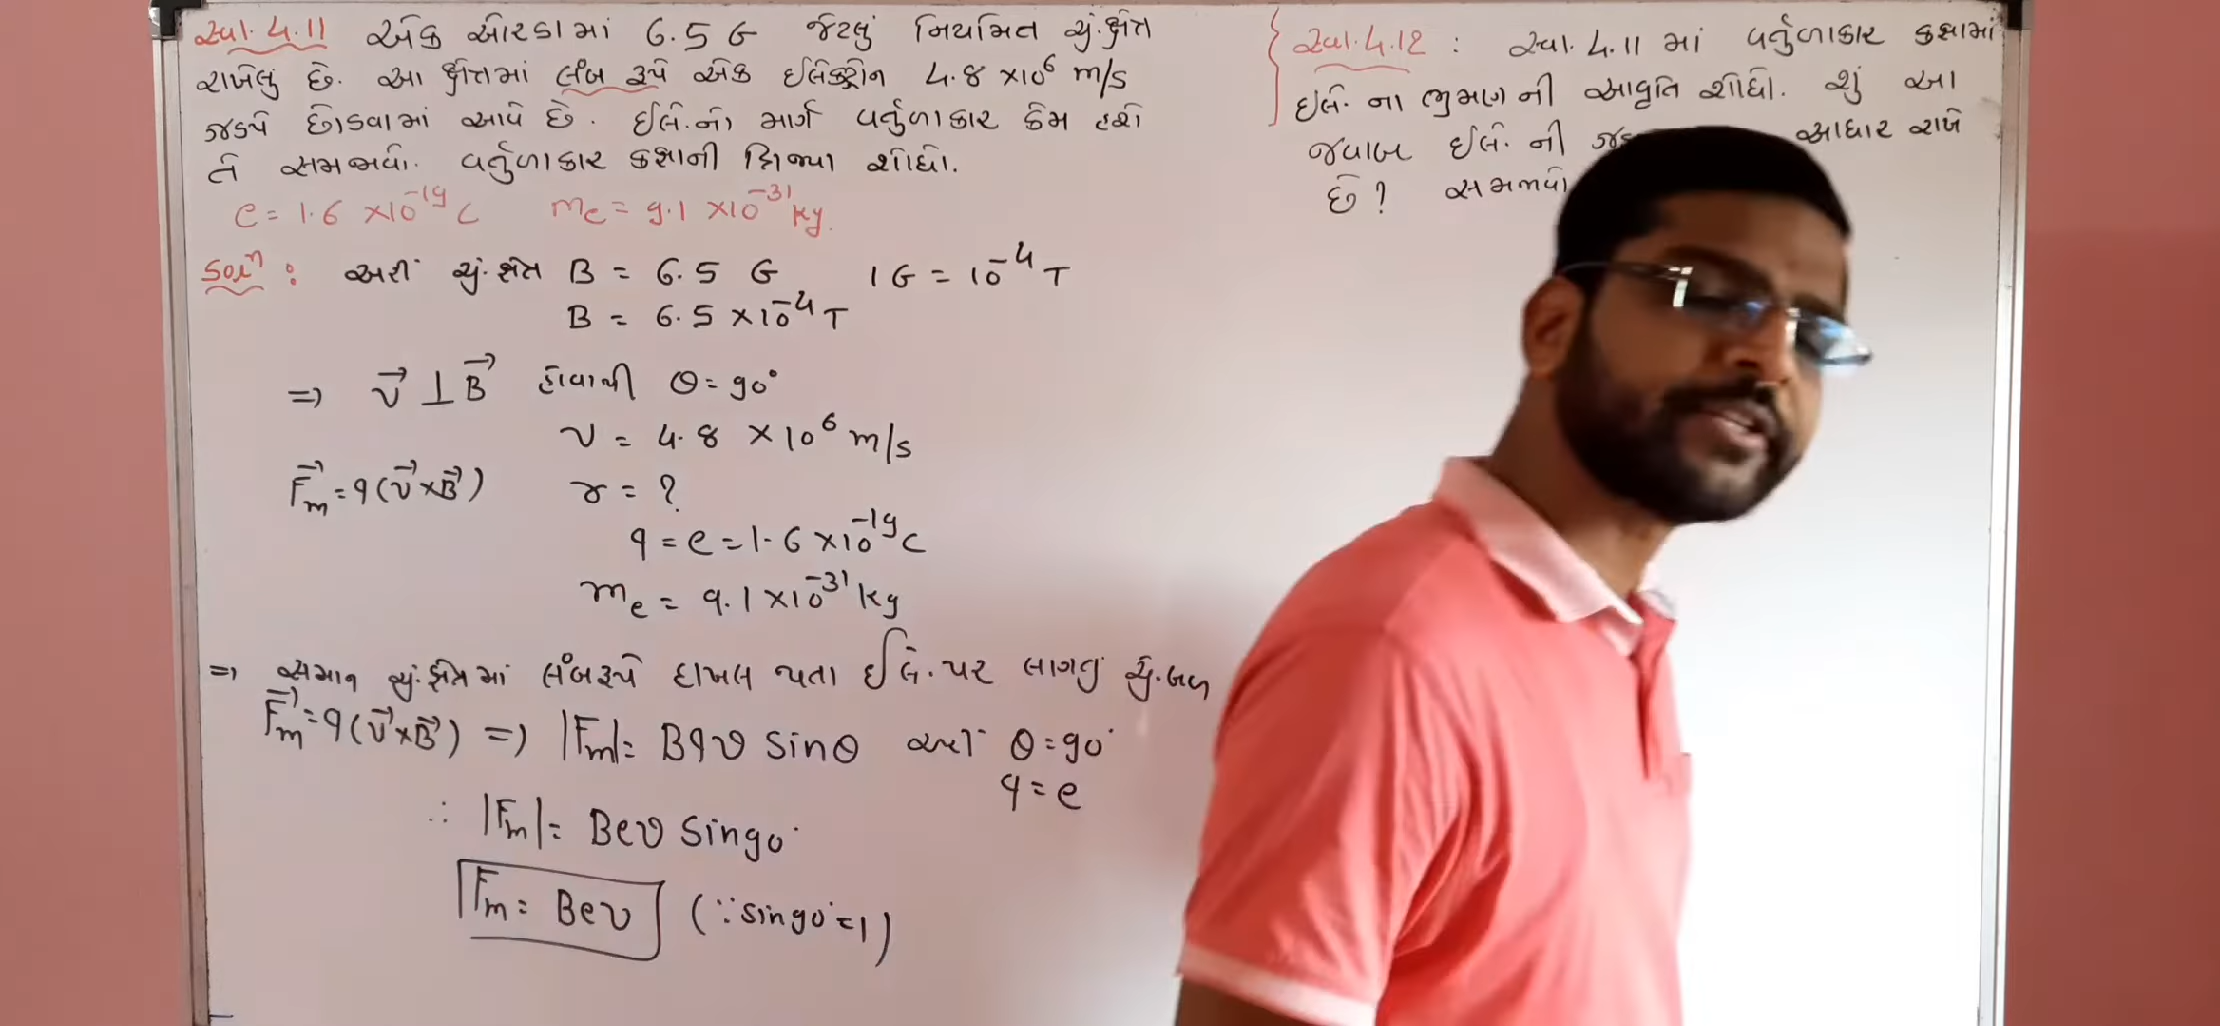 સ્વા. 4.11 એક ઓરડામાં 6.5 G જેટલું નિયમિત ચું.ક્ષેત્ર
રાખેલું છે. આ ક્ષેત્રમાં લંબ રૂપે એક ઈલેક્ટ્રોન 4.8 ×10⁶ m/s
ઝડપે છોડવામાં આવે છે. ઈલે.નો માર્ગ વર્તુળાકાર કેમ હશે
તે સમજાવો. વર્તુળાકાર કક્ષાની ત્રિજ્યા શોધો.
e = 1.6 ×10⁻¹⁹ C mₑ = 9.1 ×10⁻³¹ kg.
સ્વા.4.12 : સ્વા. 4.11 માં વર્તુળાકાર કક્ષામાં
ઈલે. ના ભ્રમણ ની આવૃતિ શોધો. શું આ
જવાબ ઈલે. ની આધાર રાખે
છે ? સમજાવો
Solⁿ : અહીં ચું.ક્ષેત્ર B = 6.5 G 1 G = 10⁻⁴ T
B = 6.5 ×10⁻⁴ T
⇒ v⃗ ⊥ B⃗ હોવાથી θ = 90°
v = 4.8 ×10⁶ m/s
F⃗ₘ = q(v⃗×B⃗) r = ?
q = e = 1.6 ×10⁻¹⁹ C
mₑ = 9.1 ×10⁻³¹ kg
⇒ સમાન ચું.ક્ષેત્રમાં લંબરૂપે દાખલ થતા ઈલે. પર લાગતું ચું.બળ
F⃗ₘ = q(v⃗×B⃗) ⇒ |Fₘ| = Bqv sinθ અહીં θ = 90°
q = e
∴ |Fₘ| = Bev sin90°
Fₘ = Bev (∵ sin90° = 1)